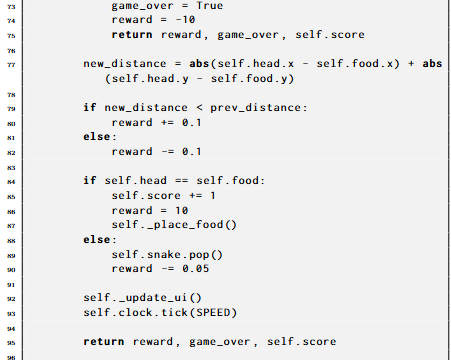 73 game_over = True
74 reward = -10
75 return reward, game_over, self.score
76
77 new_distance = abs(self.head.x - self.food.x) + abs
(self.head.y - self.food.y)
78
79 if new_distance < prev_distance:
80 reward += 0.1
81 else:
82 reward -= 0.1
83
84 if self.head == self.food:
85 self.score += 1
86 reward = 10
87 self._place_food()
88 else:
89 self.snake.pop()
90 reward -= 0.05
91
92 self._update_ui()
93 self.clock.tick(SPEED)
94
95 return reward, game_over, self.score
96